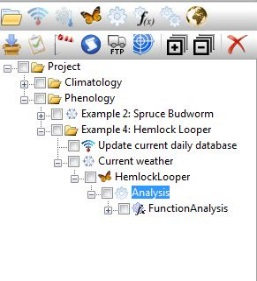 f(x)
FTP
Project
Climatology
Phenology
Example 2: Spruce Budworm
Example 4: Hemlock Looper
Update current daily database
Current weather
HemlockLooper
Analysis
FunctionAnalysis